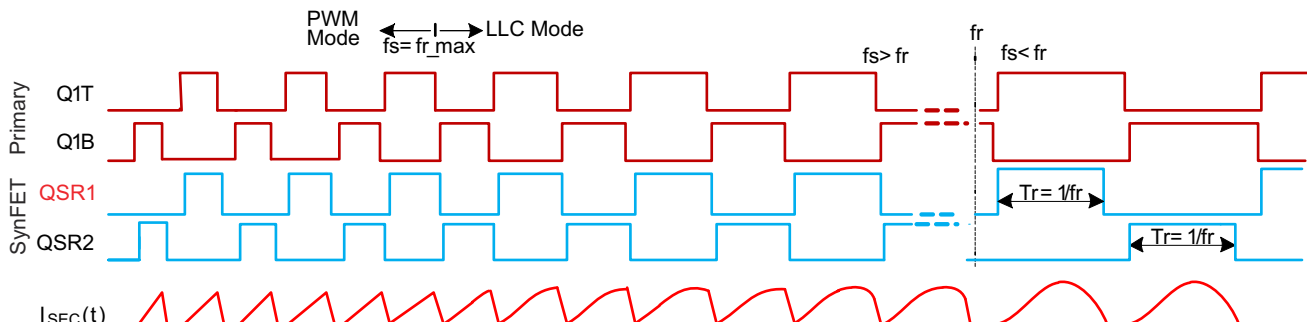 PWM Mode
fs= fr_max
LLC Mode
fs> fr
fr
fs< fr
Primary
Q1T
Q1B
SynFET
QSR1
Tr= 1/fr
QSR2
Tr= 1/fr
ISEC(t)